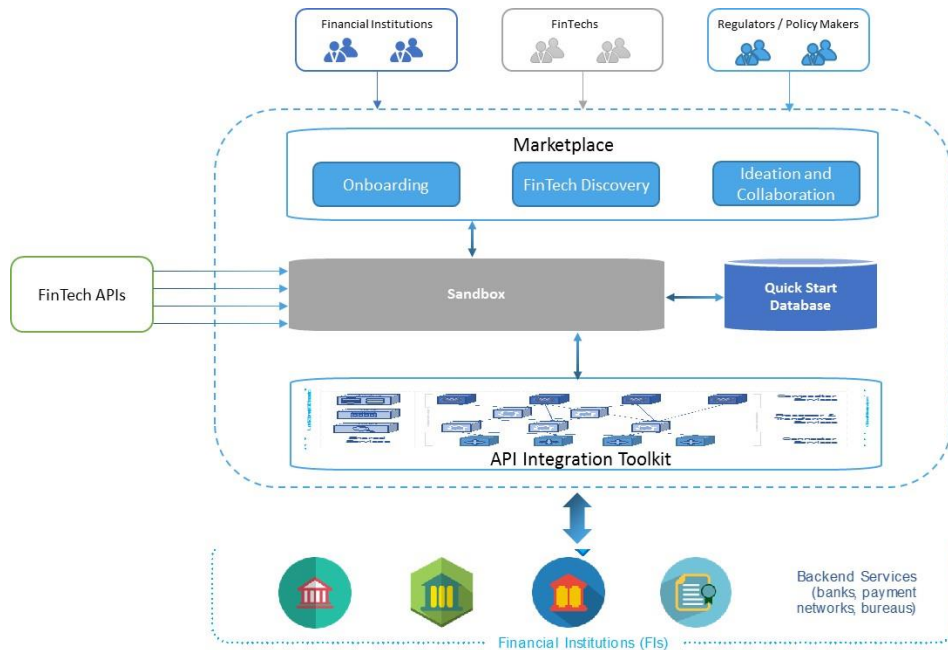 Financial Institutions
FinTechs
Regulators / Policy Makers
Marketplace
Onboarding
FinTech Discovery
Ideation and
Collaboration
FinTech APIs
Sandbox
Quick Start
Database
API Integration Toolkit
Backend Services
(banks, payment
networks, bureaus)
Financial Institutions (FIs)